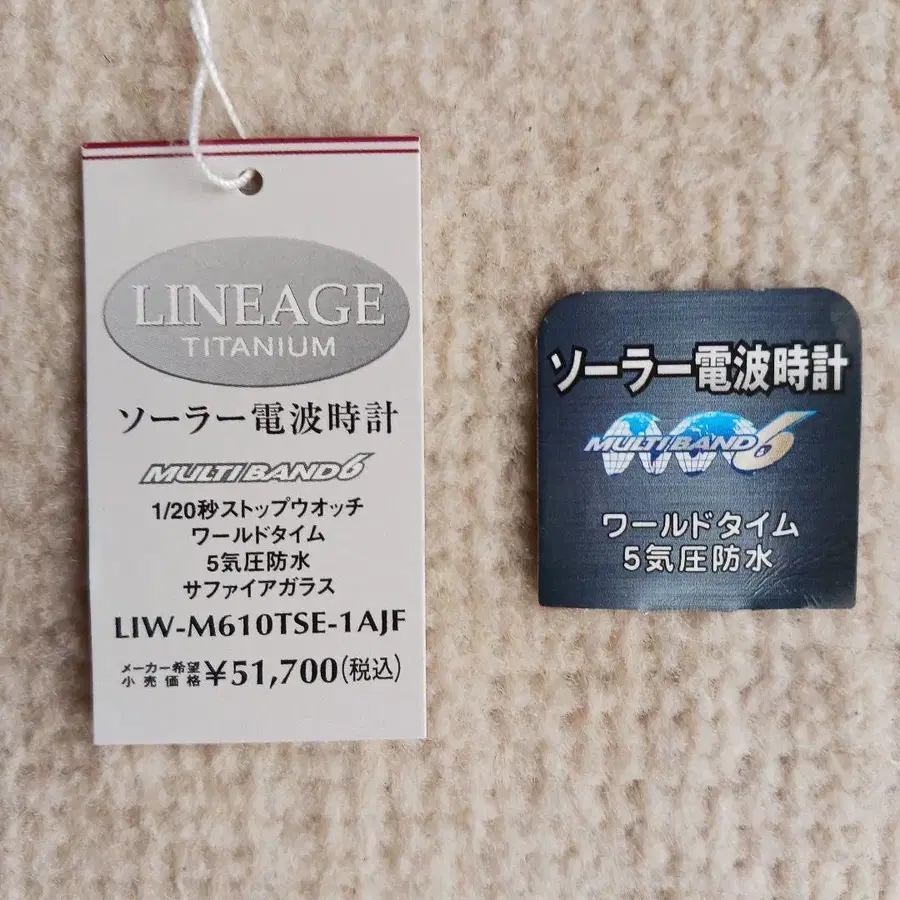 LINEAGE
TITANIUM
ソーラー電波時計
MULTI BAND 6
1/20秒ストップウオッチ
ワールドタイム
5気圧防水
サファイアガラス
LIW-M610TSE-1AJF
メーカー希望
小売価格 ¥51,700(税込)
ソーラー電波時計
MULTI BAND 6
ワールドタイム
5気圧防水